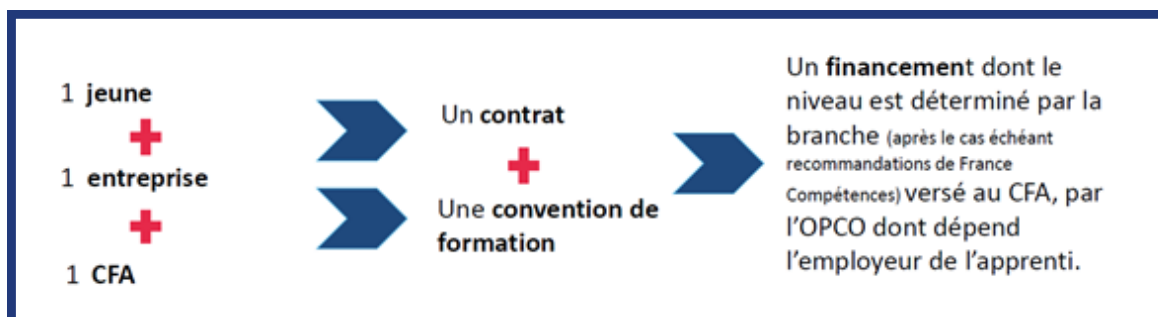 1 jeune
1 entreprise
1 CFA
Un contrat
Une convention de
formation
Un financement dont le
niveau est déterminé par la
branche (après le cas échéant
recommandations de France
Compétences) versé au CFA, par
l'OPCO dont dépend
l'employeur de l'apprenti.